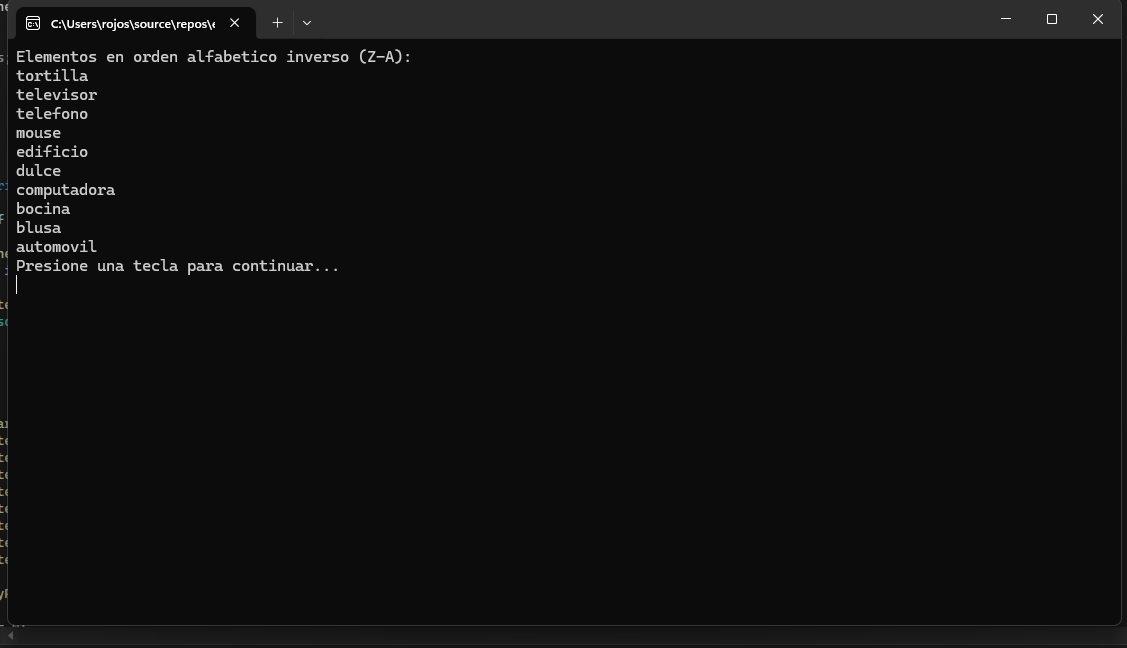 C:\Users\rojos\source\repos\e
Elementos en orden alfabetico inverso (Z-A):
tortilla
televisor
telefono
mouse
edificio
dulce
computadora
bocina
blusa
automovil
Presione una tecla para continuar...